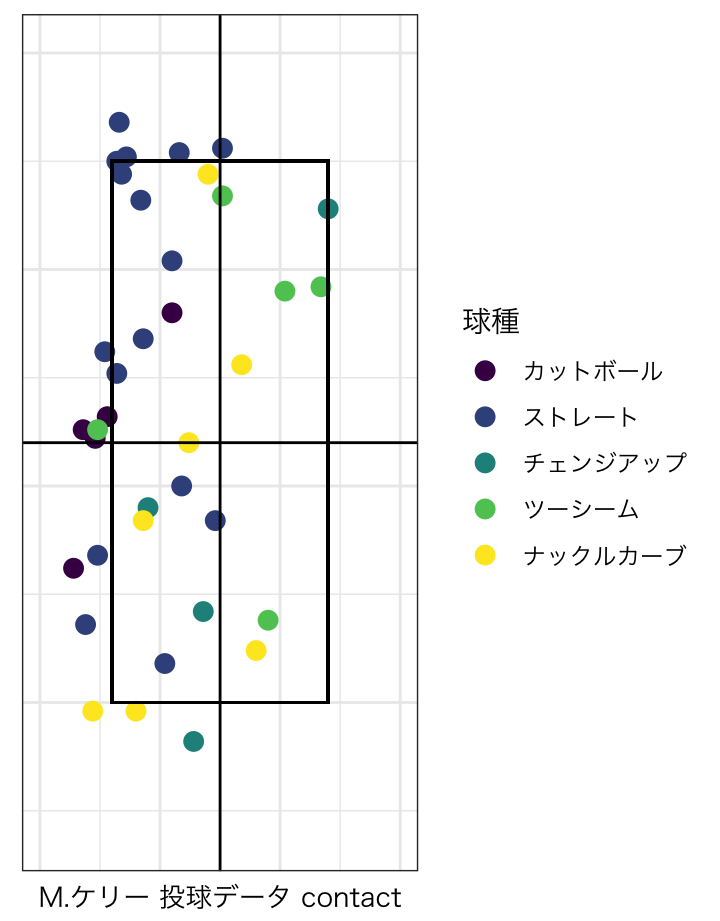 球種
カットボール
ストレート
チェンジアップ
ツーシーム
ナックルカーブ
M.ケリー 投球データ contact